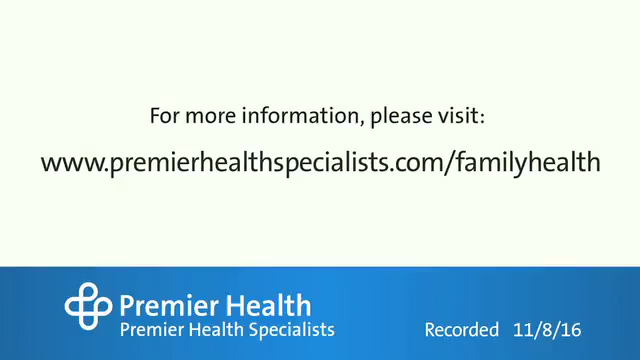 For more information, please visit:
www.premierhealthspecialists.com/familyhealth
Premier Health
Premier Health Specialists
Recorded 11/8/16